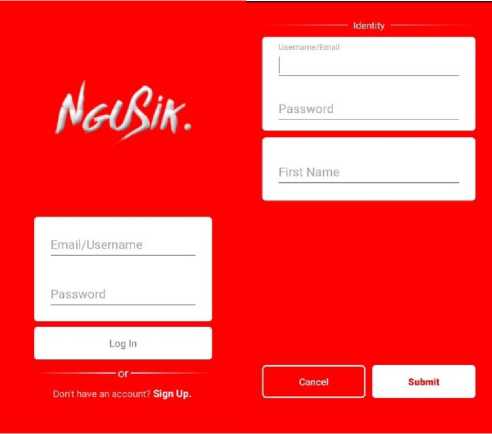 NGUSiK.
Email/Username
Password
Log In
or
Don't have an account? Sign Up.
Identity
Username/Email
Password
First Name
Cancel
Submit